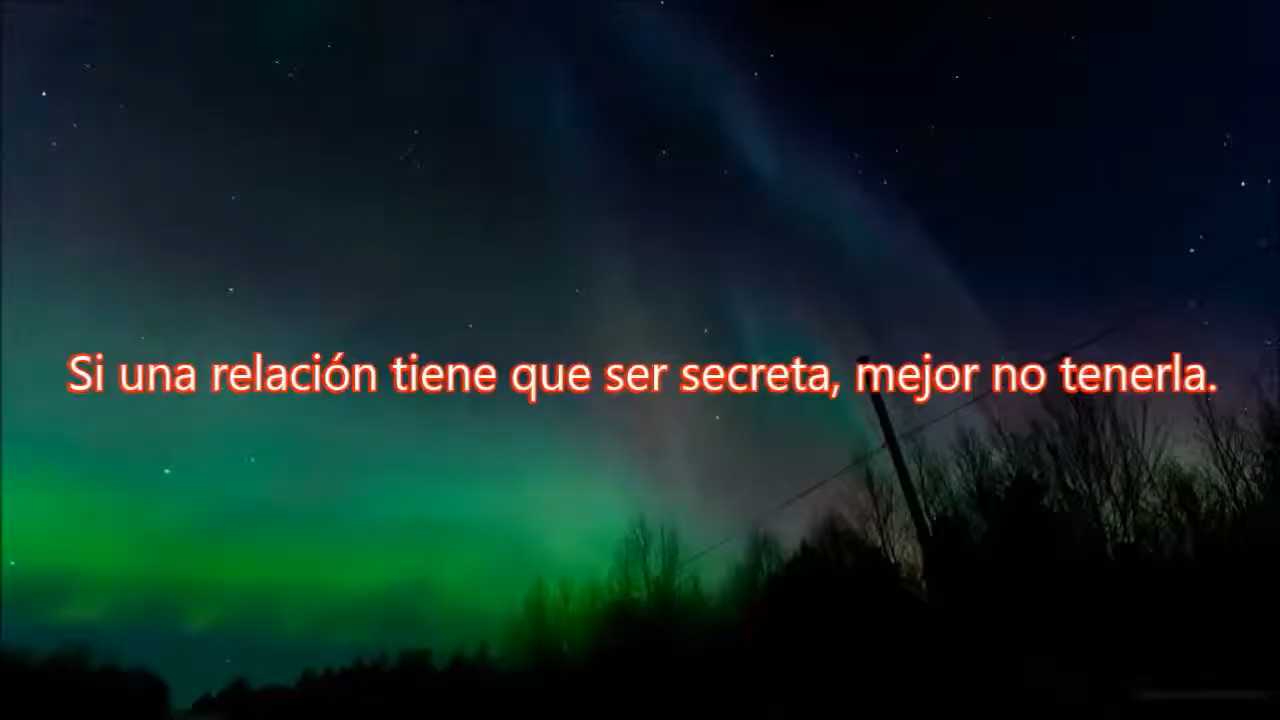 Si una relación tiene que ser secreta, mejor no tenerla.